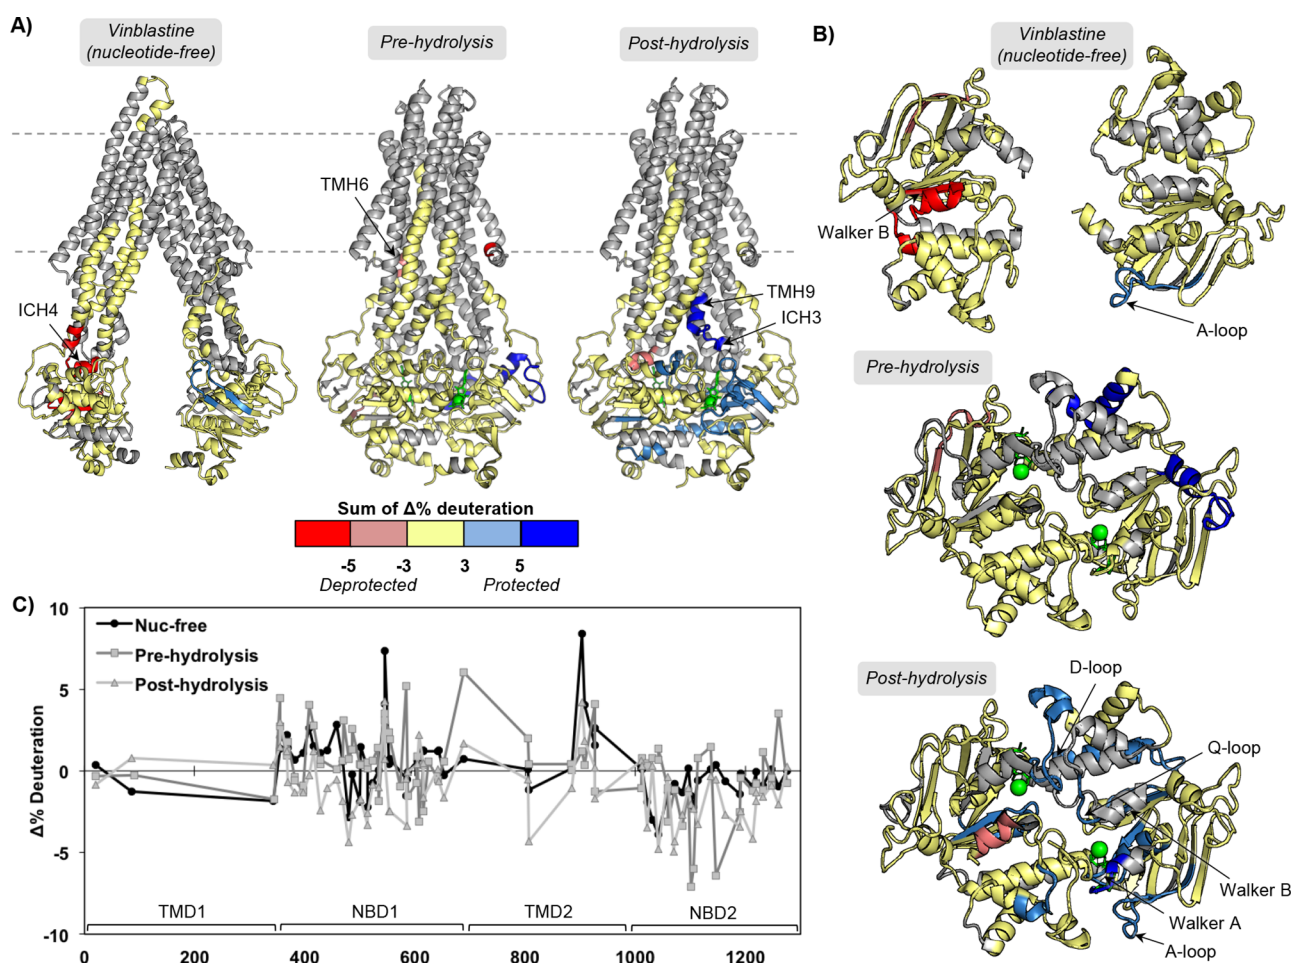 A)
Vinblastine
(nucleotide-free)
Pre-hydrolysis
Post-hydrolysis
TMH6
ICH4
TMH9
ICH3
Sum of Δ% deuteration
-5
-3
3
5
Deprotected
Protected
B)
Vinblastine
(nucleotide-free)
Walker B
A-loop
Pre-hydrolysis
Post-hydrolysis
D-loop
Q-loop
Walker B
Walker A
A-loop
C)
10
5
0
-5
-10
Δ% Deuteration
Nuc-free
Pre-hydrolysis
Post-hydrolysis
TMD1
NBD1
TMD2
NBD2
0
200
400
600
800
1000
1200